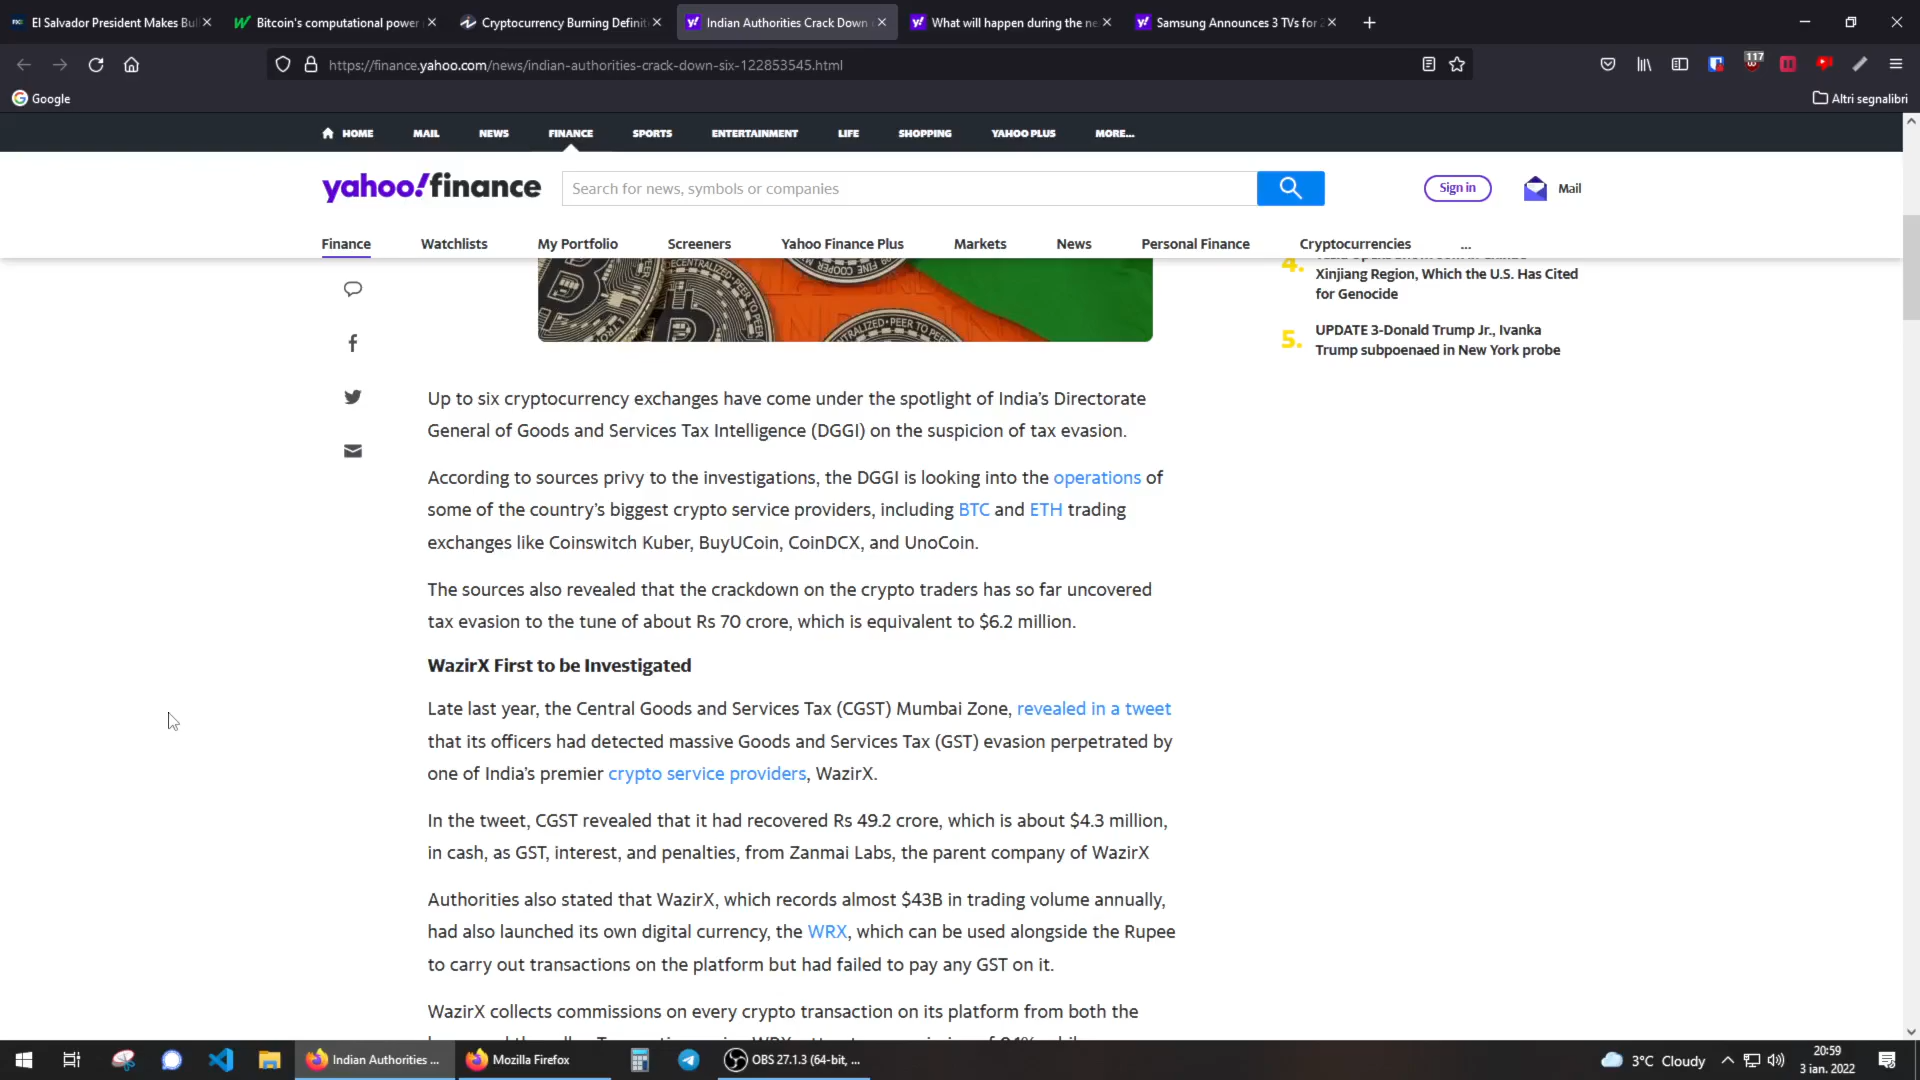 El Salvador President Makes Bul
Bitcoin's computational power
Cryptocurrency Burning Definit
Indian Authorities Crack Down
What will happen during the ne
Samsung Announces 3 TVs for 2
https://finance.yahoo.com/news/indian-authorities-crack-down-six-122853545.html
117
Google
Altri segnalibri
HOME MAIL NEWS FINANCE SPORTS ENTERTAINMENT LIFE SHOPPING YAHOO PLUS MORE...
yahoo!finance
Search for news, symbols or companies
Sign in
Mail
Finance Watchlists My Portfolio Screeners Yahoo Finance Plus Markets News Personal Finance Cryptocurrencies ...
4.
Xinjiang Region, Which the U.S. Has Cited
for Genocide
5. UPDATE 3-Donald Trump Jr., Ivanka
Trump subpoenaed in New York probe
Up to six cryptocurrency exchanges have come under the spotlight of India's Directorate
General of Goods and Services Tax Intelligence (DGGI) on the suspicion of tax evasion.
According to sources privy to the investigations, the DGGI is looking into the operations of
some of the country's biggest crypto service providers, including BTC and ETH trading
exchanges like Coinswitch Kuber, BuyUCoin, CoinDCX, and UnoCoin.
The sources also revealed that the crackdown on the crypto traders has so far uncovered
tax evasion to the tune of about Rs 70 crore, which is equivalent to $6.2 million.
WazirX First to be Investigated
Late last year, the Central Goods and Services Tax (CGST) Mumbai Zone, revealed in a tweet
that its officers had detected massive Goods and Services Tax (GST) evasion perpetrated by
one of India's premier crypto service providers, WazirX.
In the tweet, CGST revealed that it had recovered Rs 49.2 crore, which is about $4.3 million,
in cash, as GST, interest, and penalties, from Zanmai Labs, the parent company of WazirX
Authorities also stated that WazirX, which records almost $43B in trading volume annually,
had also launched its own digital currency, the WRX, which can be used alongside the Rupee
to carry out transactions on the platform but had failed to pay any GST on it.
WazirX collects commissions on every crypto transaction on its platform from both the
Indian Authorities ...
Mozilla Firefox
OBS 27.1.3 (64-bit, ...
3°C Cloudy
20:59
3 ian. 2022